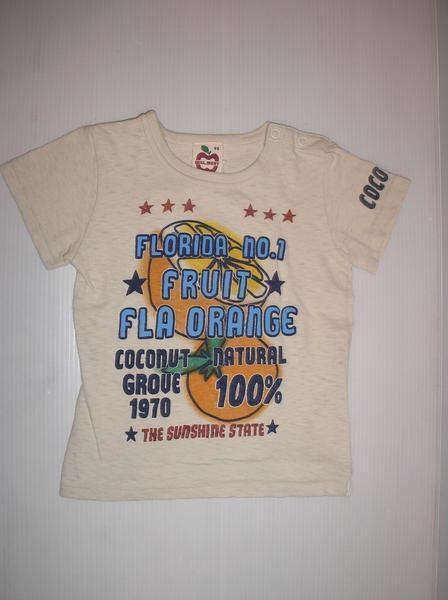 COCO
FLORIDA NO.1
FRUIT
FLA ORANGE
COCONUT NATURAL
GROVE 100%
1970
THE SUNSHINE STATE